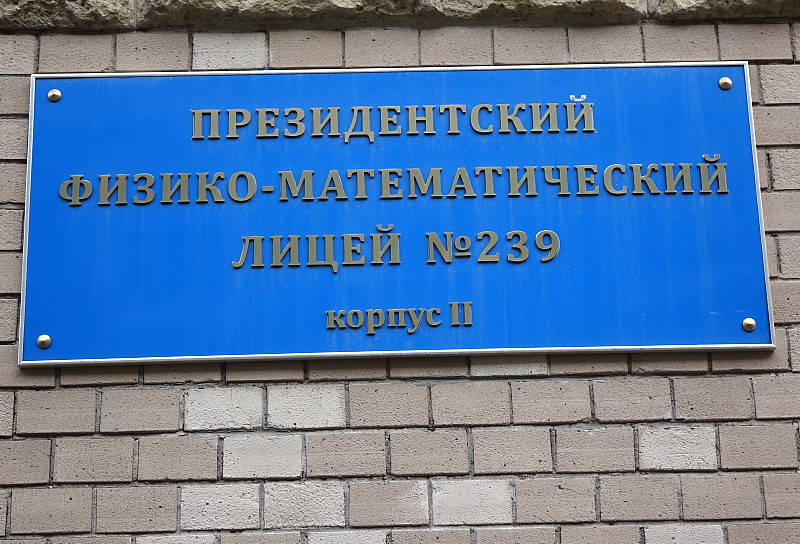 ПРЕЗИДЕНТСКИЙ
ФИЗИКО-МАТЕМАТИЧЕСКИЙ
ЛИЦЕЙ №239
корпус II